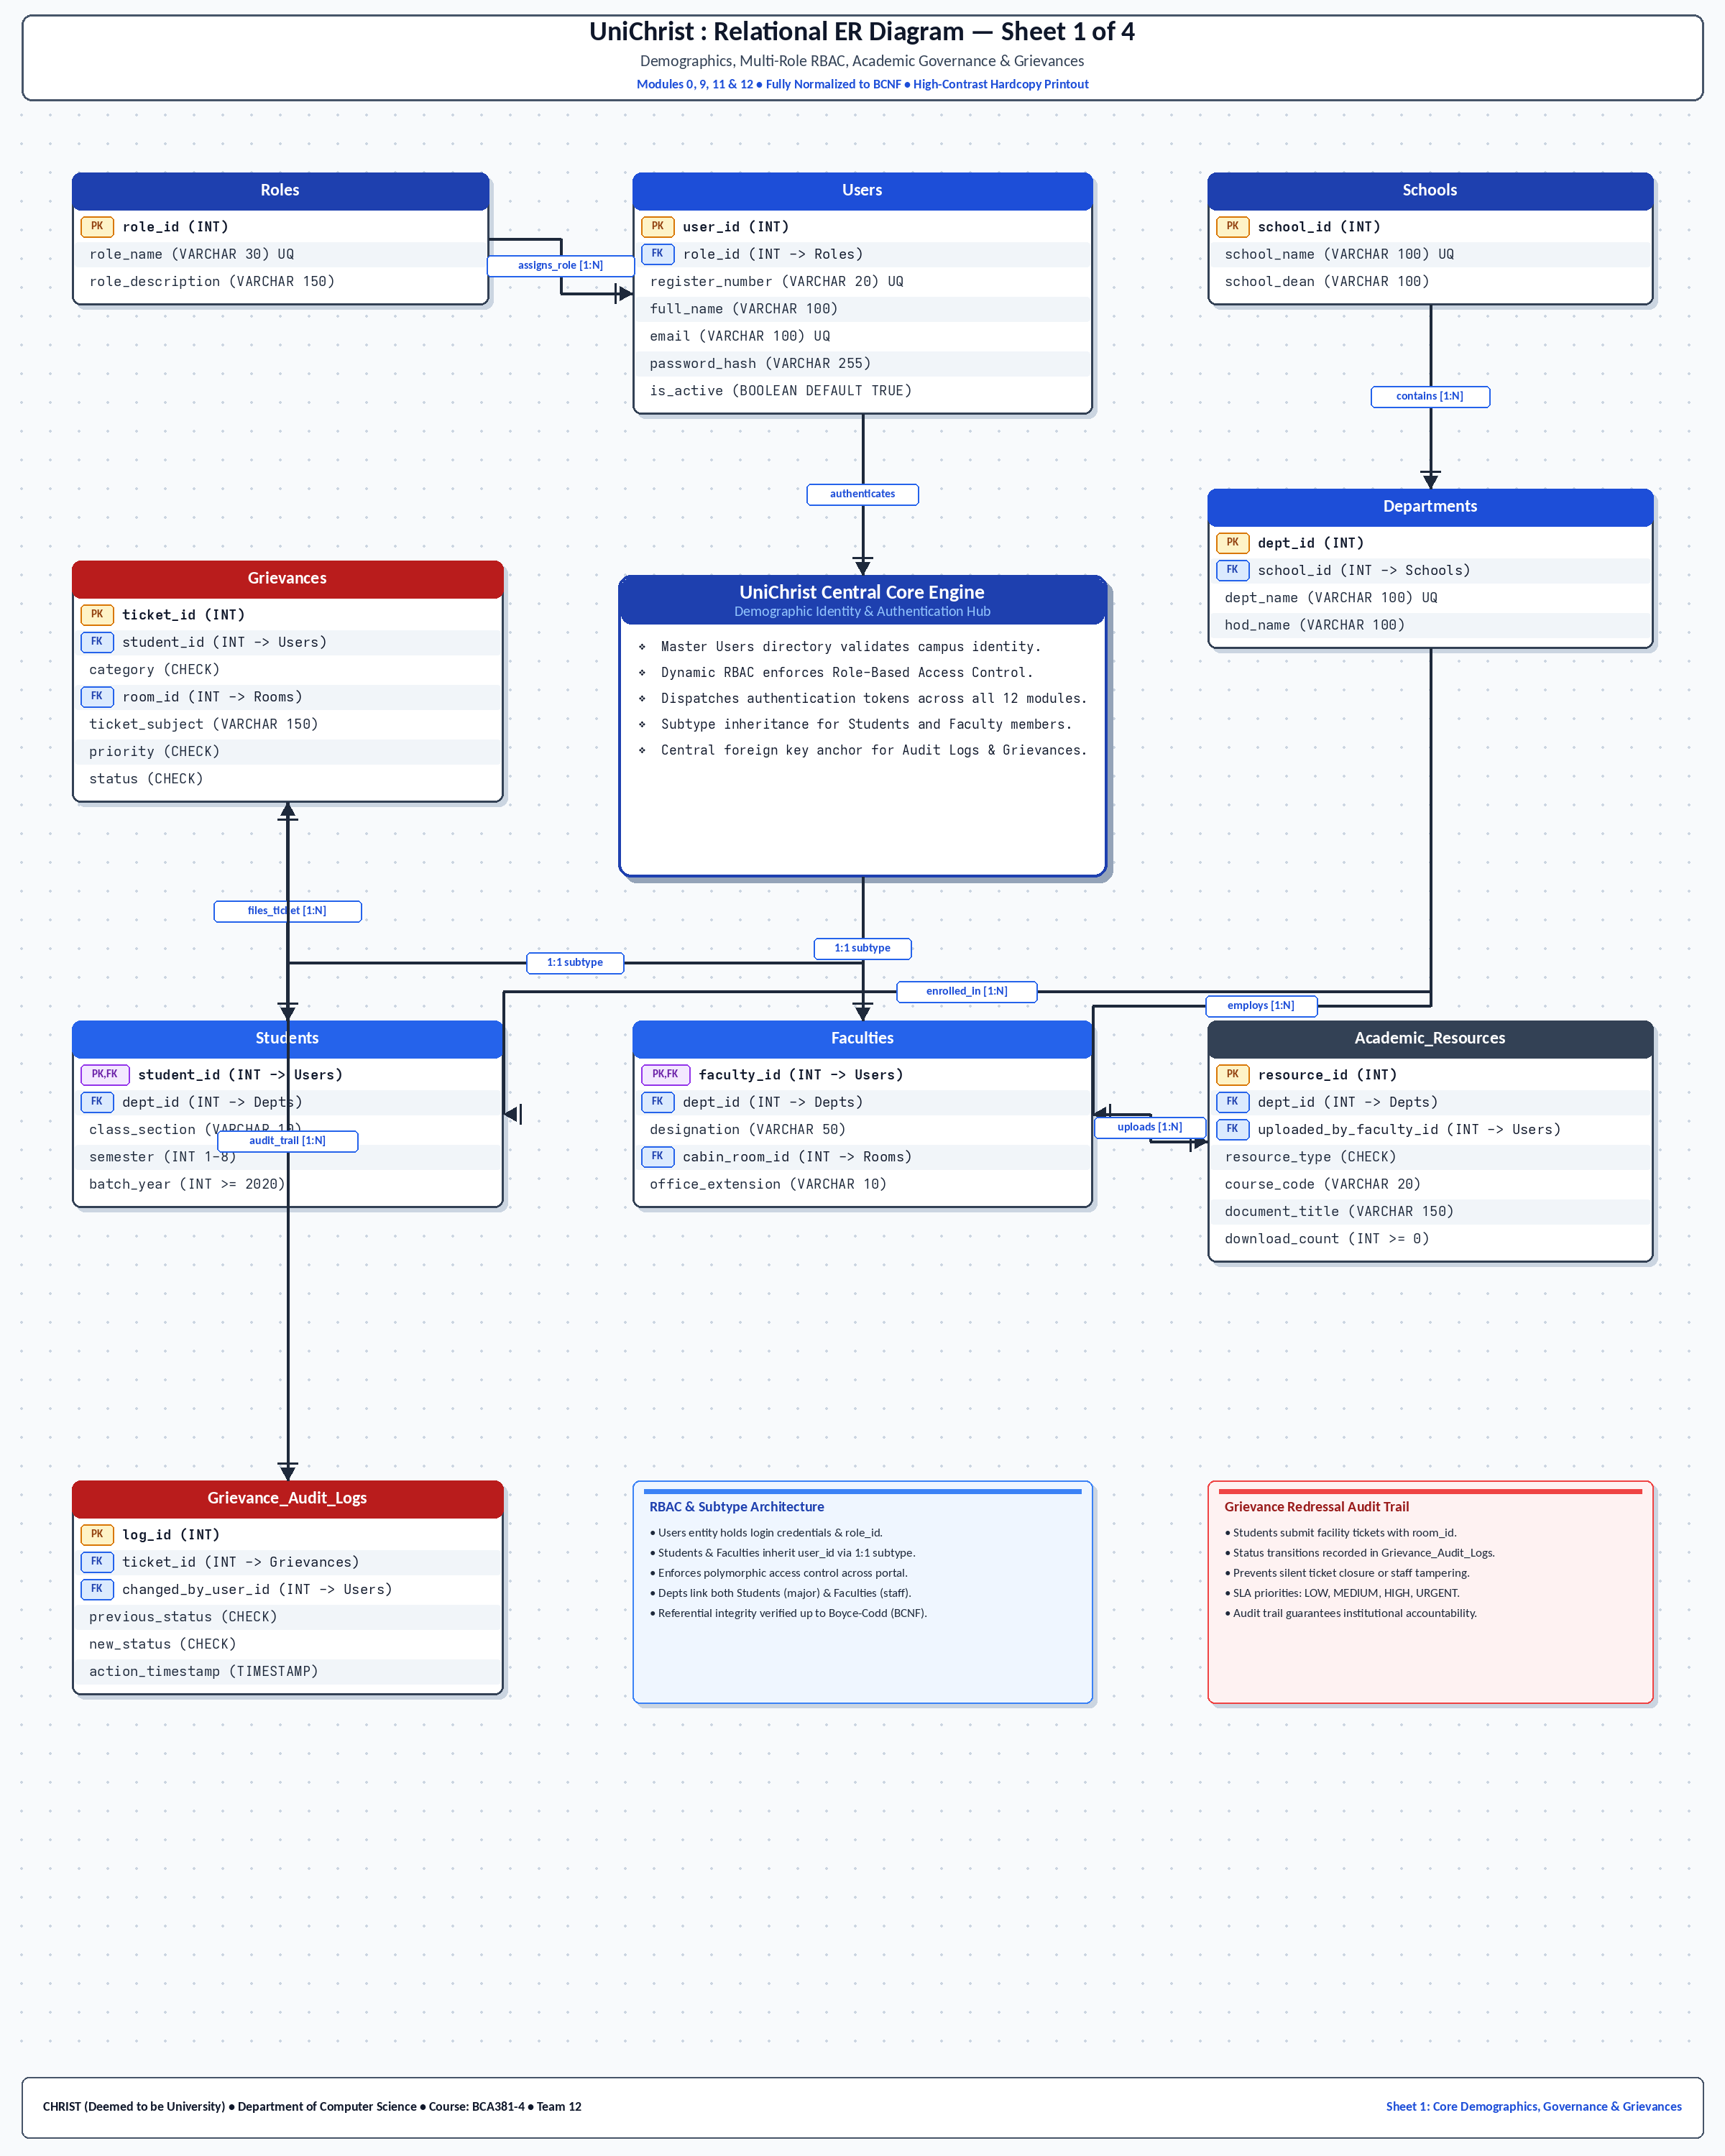 UniChrist : Relational ER Diagram — Sheet 1 of 4
Demographics, Multi-Role RBAC, Academic Governance & Grievances
Modules 0, 9, 11 & 12 ● Fully Normalized to BCNF ● High-Contrast Hardcopy Printout
Roles
PK role_id (INT)
role_name (VARCHAR 30) UQ
role_description (VARCHAR 150)
assigns_role [1:N]
Users
PK user_id (INT)
FK role_id (INT -> Roles)
register_number (VARCHAR 20) UQ
full_name (VARCHAR 100)
email (VARCHAR 100) UQ
password_hash (VARCHAR 255)
is_active (BOOLEAN DEFAULT TRUE)
Schools
PK school_id (INT)
school_name (VARCHAR 100) UQ
school_dean (VARCHAR 100)
contains [1:N]
authenticates
Departments
PK dept_id (INT)
FK school_id (INT -> Schools)
dept_name (VARCHAR 100) UQ
hod_name (VARCHAR 100)
Grievances
PK ticket_id (INT)
FK student_id (INT -> Users)
category (CHECK)
FK room_id (INT -> Rooms)
ticket_subject (VARCHAR 150)
priority (CHECK)
status (CHECK)
UniChrist Central Core Engine
Demographic Identity & Authentication Hub
❖ Master Users directory validates campus identity.
❖ Dynamic RBAC enforces Role-Based Access Control.
❖ Dispatches authentication tokens across all 12 modules.
❖ Subtype inheritance for Students and Faculty members.
❖ Central foreign key anchor for Audit Logs & Grievances.
files_ticket [1:N]
1:1 subtype
1:1 subtype
enrolled_in [1:N]
employs [1:N]
Students
PK,FK student_id (INT -> Users)
FK dept_id (INT -> Depts)
class_section (VARCHAR 10)
audit_trail [1:N]
semester (INT 1-8)
batch_year (INT >= 2020)
Faculties
PK,FK faculty_id (INT -> Users)
FK dept_id (INT -> Depts)
designation (VARCHAR 50)
FK cabin_room_id (INT -> Rooms)
office_extension (VARCHAR 10)
uploads [1:N]
Academic_Resources
PK resource_id (INT)
FK dept_id (INT -> Depts)
FK uploaded_by_faculty_id (INT -> Users)
resource_type (CHECK)
course_code (VARCHAR 20)
document_title (VARCHAR 150)
download_count (INT >= 0)
Grievance_Audit_Logs
PK log_id (INT)
FK ticket_id (INT -> Grievances)
FK changed_by_user_id (INT -> Users)
previous_status (CHECK)
new_status (CHECK)
action_timestamp (TIMESTAMP)
RBAC & Subtype Architecture
• Users entity holds login credentials & role_id.
• Students & Faculties inherit user_id via 1:1 subtype.
• Enforces polymorphic access control across portal.
• Depts link both Students (major) & Faculties (staff).
• Referential integrity verified up to Boyce-Codd (BCNF).
Grievance Redressal Audit Trail
• Students submit facility tickets with room_id.
• Status transitions recorded in Grievance_Audit_Logs.
• Prevents silent ticket closure or staff tampering.
• SLA priorities: LOW, MEDIUM, HIGH, URGENT.
• Audit trail guarantees institutional accountability.
CHRIST (Deemed to be University) ● Department of Computer Science ● Course: BCA381-4 ● Team 12
Sheet 1: Core Demographics, Governance & Grievances